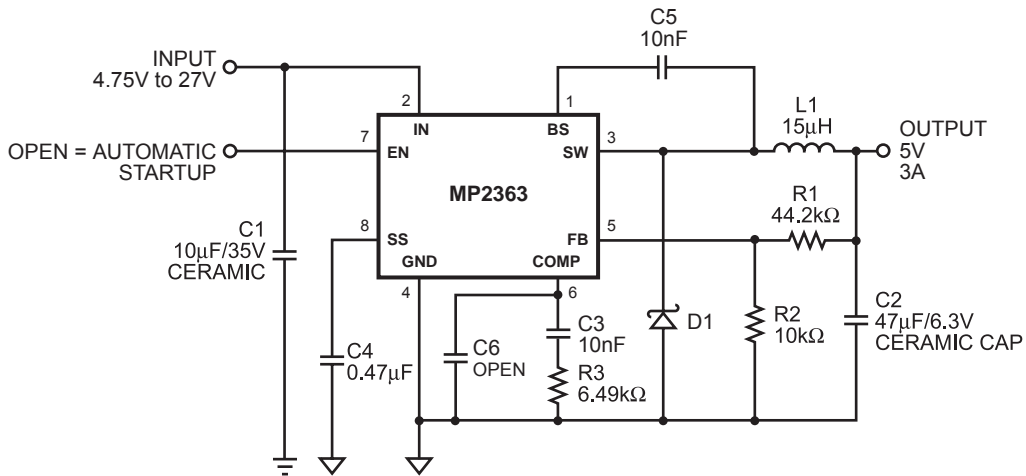 C5
10nF
INPUT
4.75V to 27V
2
1
IN
BS
L1
15µH
OUTPUT
5V
3A
7
EN
3
SW
OPEN = AUTOMATIC
STARTUP
MP2363
R1
44.2kΩ
8
SS
5
FB
C1
10µF/35V
CERAMIC
GND
COMP
4
6
C4
0.47µF
C6
OPEN
C3
10nF
R3
6.49kΩ
D1
R2
10kΩ
C2
47µF/6.3V
CERAMIC CAP